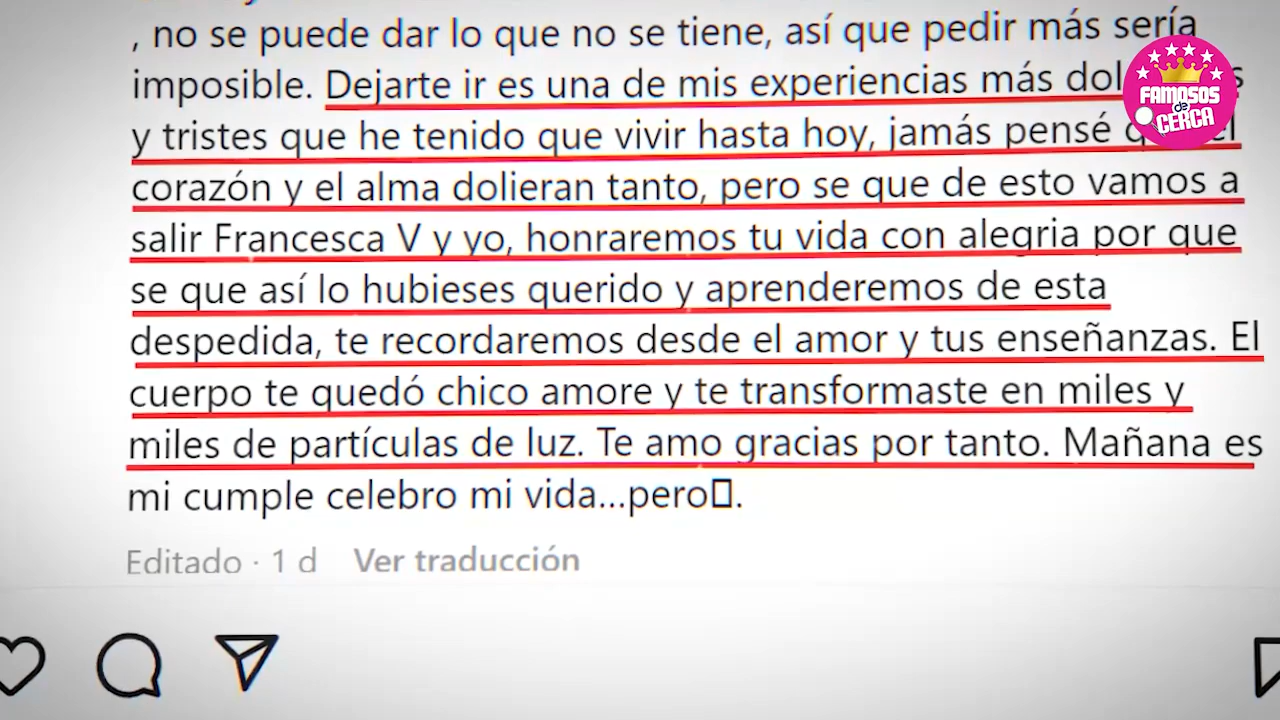 , no se puede dar lo que no se tiene, así que pedir más sería
imposible. Dejarte ir es una de mis experiencias más
y tristes que he tenido que vivir hasta hoy, jamás pensé
corazón y el alma dolieran tanto, pero se que de esto vamos a
salir Francesca V y yo, honraremos tu vida con alegria por que
se que así lo hubieses querido y aprenderemos de esta
despedida, te recordaremos desde el amor y tus enseñanzas. El
cuerpo te quedó chico amore y te transformaste en miles y
miles de partículas de luz. Te amo gracias por tanto. Mañana es
mi cumple celebro mi vida...pero▯.
Editado · 1 d Ver traducción
FAMOSOS
de
CERCA